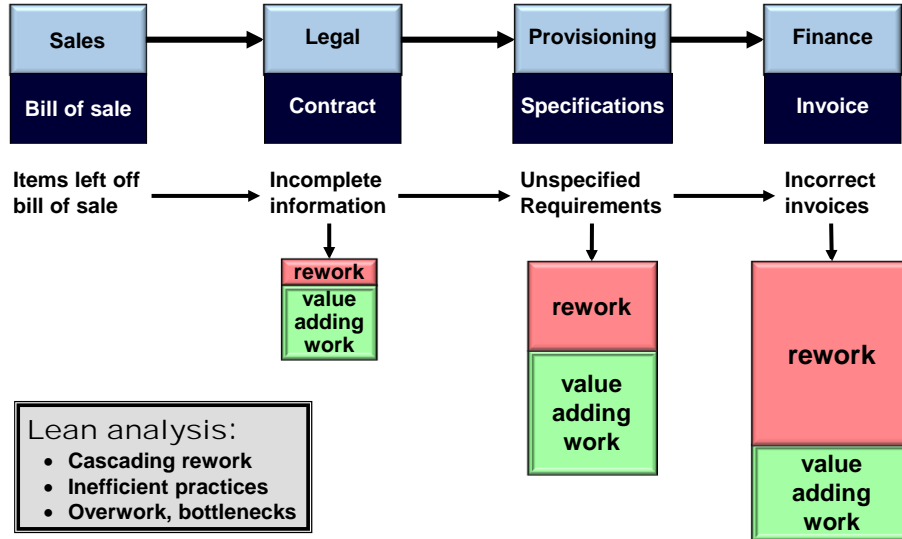 Sales
Legal
Provisioning
Finance
Bill of sale
Contract
Specifications
Invoice
Items left off
bill of sale
Incomplete
information
Unspecified
Requirements
Incorrect
invoices
rework
value
adding
work
rework
value
adding
work
rework
value
adding
work
Lean analysis:
• Cascading rework
• Inefficient practices
• Overwork, bottlenecks